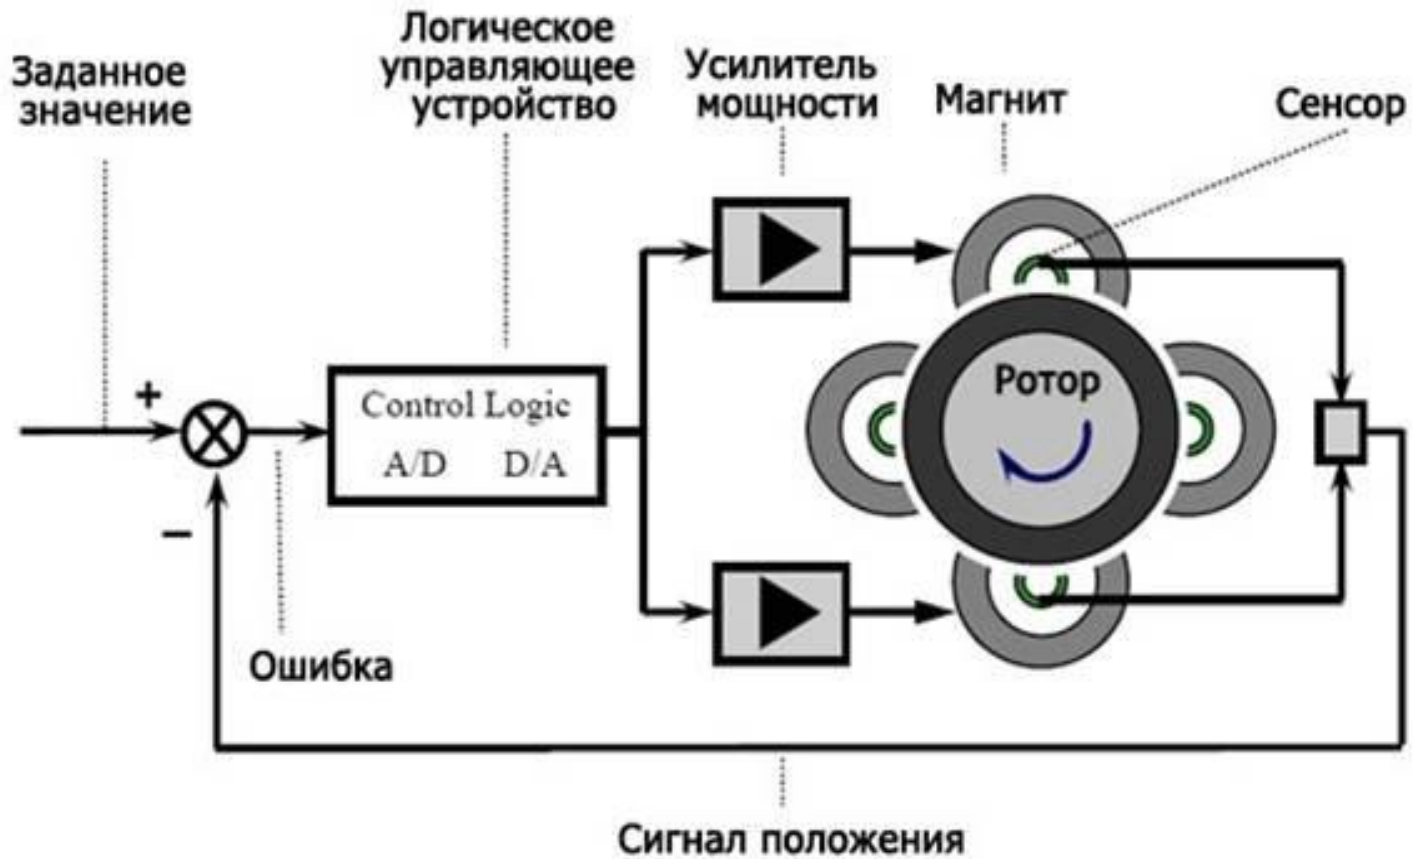 Заданное
значение
Логическое
управляющее
устройство
Усилитель
мощности
Магнит
Сенсор
+
Control Logic
A/D D/A
Ротор
−
Ошибка
Сигнал положения